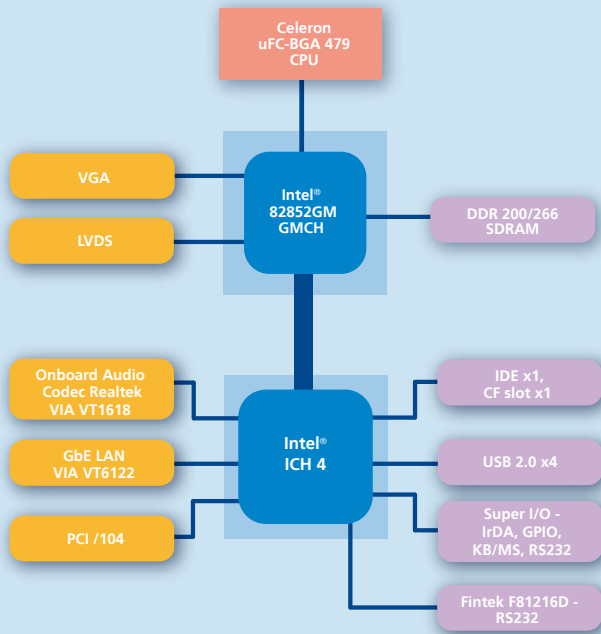 Celeron
uFC-BGA 479
CPU
VGA
LVDS
Intel®
82852GM
GMCH
DDR 200/266
SDRAM
Onboard Audio
Codec Realtek
VIA VT1618
GbE LAN
VIA VT6122
PCI /104
Intel®
ICH 4
IDE x1,
CF slot x1
USB 2.0 x4
Super I/O -
IrDA, GPIO,
KB/MS, RS232
Fintek F81216D -
RS232